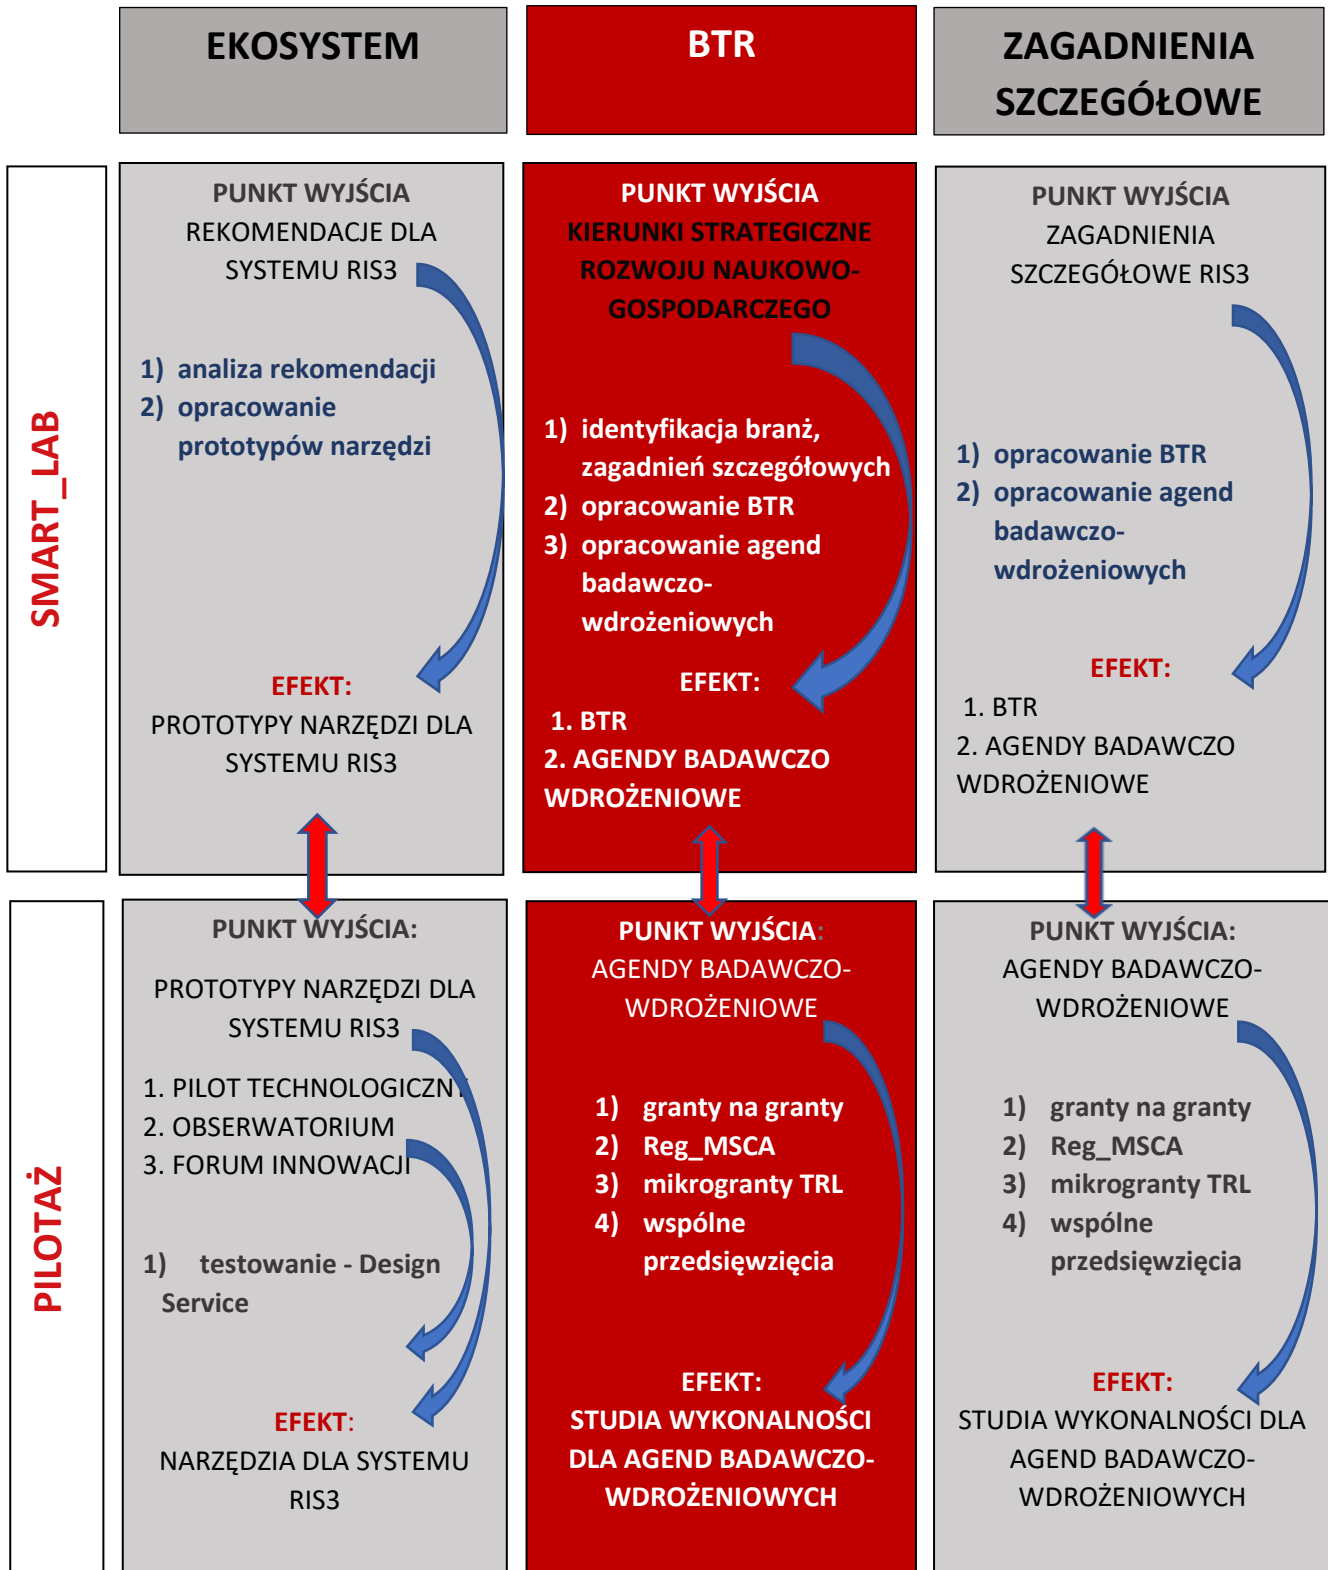 EKOSYSTEM
BTR
ZAGADNIENIA
SZCZEGÓŁOWE
SMART_LAB
PUNKT WYJŚCIA
REKOMENDACJE DLA
SYSTEMU RIS3
1) analiza rekomendacji
2) opracowanie
prototypów narzędzi
EFEKT:
PROTOTYPY NARZĘDZI DLA
SYSTEMU RIS3
PUNKT WYJŚCIA
KIERUNKI STRATEGICZNE
ROZWOJU NAUKOWO-
GOSPODARCZEGO
1) identyfikacja branż,
zagadnień szczegółowych
2) opracowanie BTR
3) opracowanie agend
badawczo-
wdrożeniowych
EFEKT:
1. BTR
2. AGENDY BADAWCZO
WDROŻENIOWE
PUNKT WYJŚCIA
ZAGADNIENIA
SZCZEGÓŁOWE RIS3
1) opracowanie BTR
2) opracowanie agend
badawczo-
wdrożeniowych
EFEKT:
1. BTR
2. AGENDY BADAWCZO
WDROŻENIOWE
PILOTAŻ
PUNKT WYJŚCIA:
PROTOTYPY NARZĘDZI DLA
SYSTEMU RIS3
1. PILOT TECHNOLOGICZNY
2. OBSERWATORIUM
3. FORUM INNOWACJI
1) testowanie - Design
Service
EFEKT:
NARZĘDZIA DLA SYSTEMU
RIS3
PUNKT WYJŚCIA:
AGENDY BADAWCZO-
WDROŻENIOWE
1) granty na granty
2) Reg_MSCA
3) mikrogranty TRL
4) wspólne
przedsięwzięcia
EFEKT:
STUDIA WYKONALNOŚCI
DLA AGEND BADAWCZO-
WDROŻENIOWYCH
PUNKT WYJŚCIA:
AGENDY BADAWCZO-
WDROŻENIOWE
1) granty na granty
2) Reg_MSCA
3) mikrogranty TRL
4) wspólne
przedsięwzięcia
EFEKT:
STUDIA WYKONALNOŚCI DLA
AGEND BADAWCZO-
WDROŻENIOWYCH